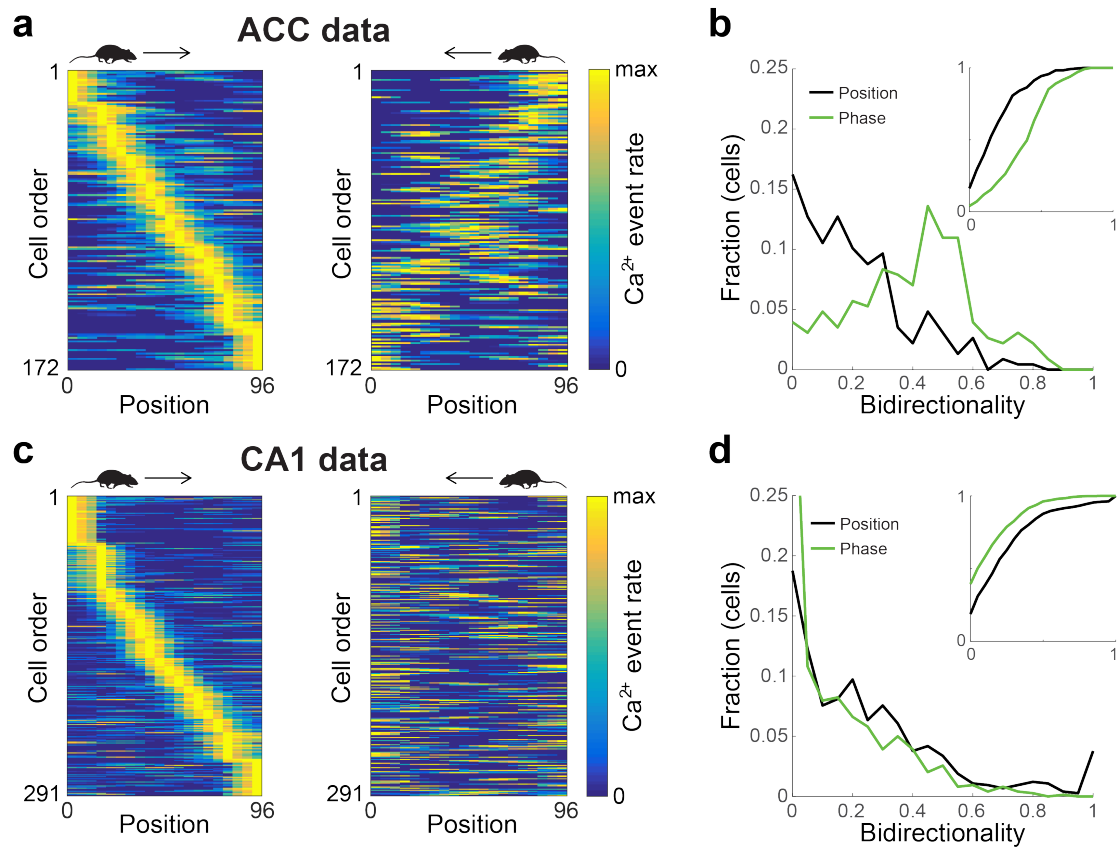 a
ACC data
1
Cell order
172
0
96
Position
1
Cell order
172
0
96
Position
max
Ca2+ event rate
0
b
0.25
0.2
0.15
0.1
0.05
0
Fraction (cells)
Position
Phase
0
0.2
0.4
0.6
0.8
1
Bidirectionality
1
0
0
1
c
CA1 data
1
Cell order
291
0
96
Position
1
Cell order
291
0
96
Position
max
Ca2+ event rate
0
d
0.25
0.2
0.15
0.1
0.05
0
Fraction (cells)
Position
Phase
0
0.2
0.4
0.6
0.8
1
Bidirectionality
1
0
0
1